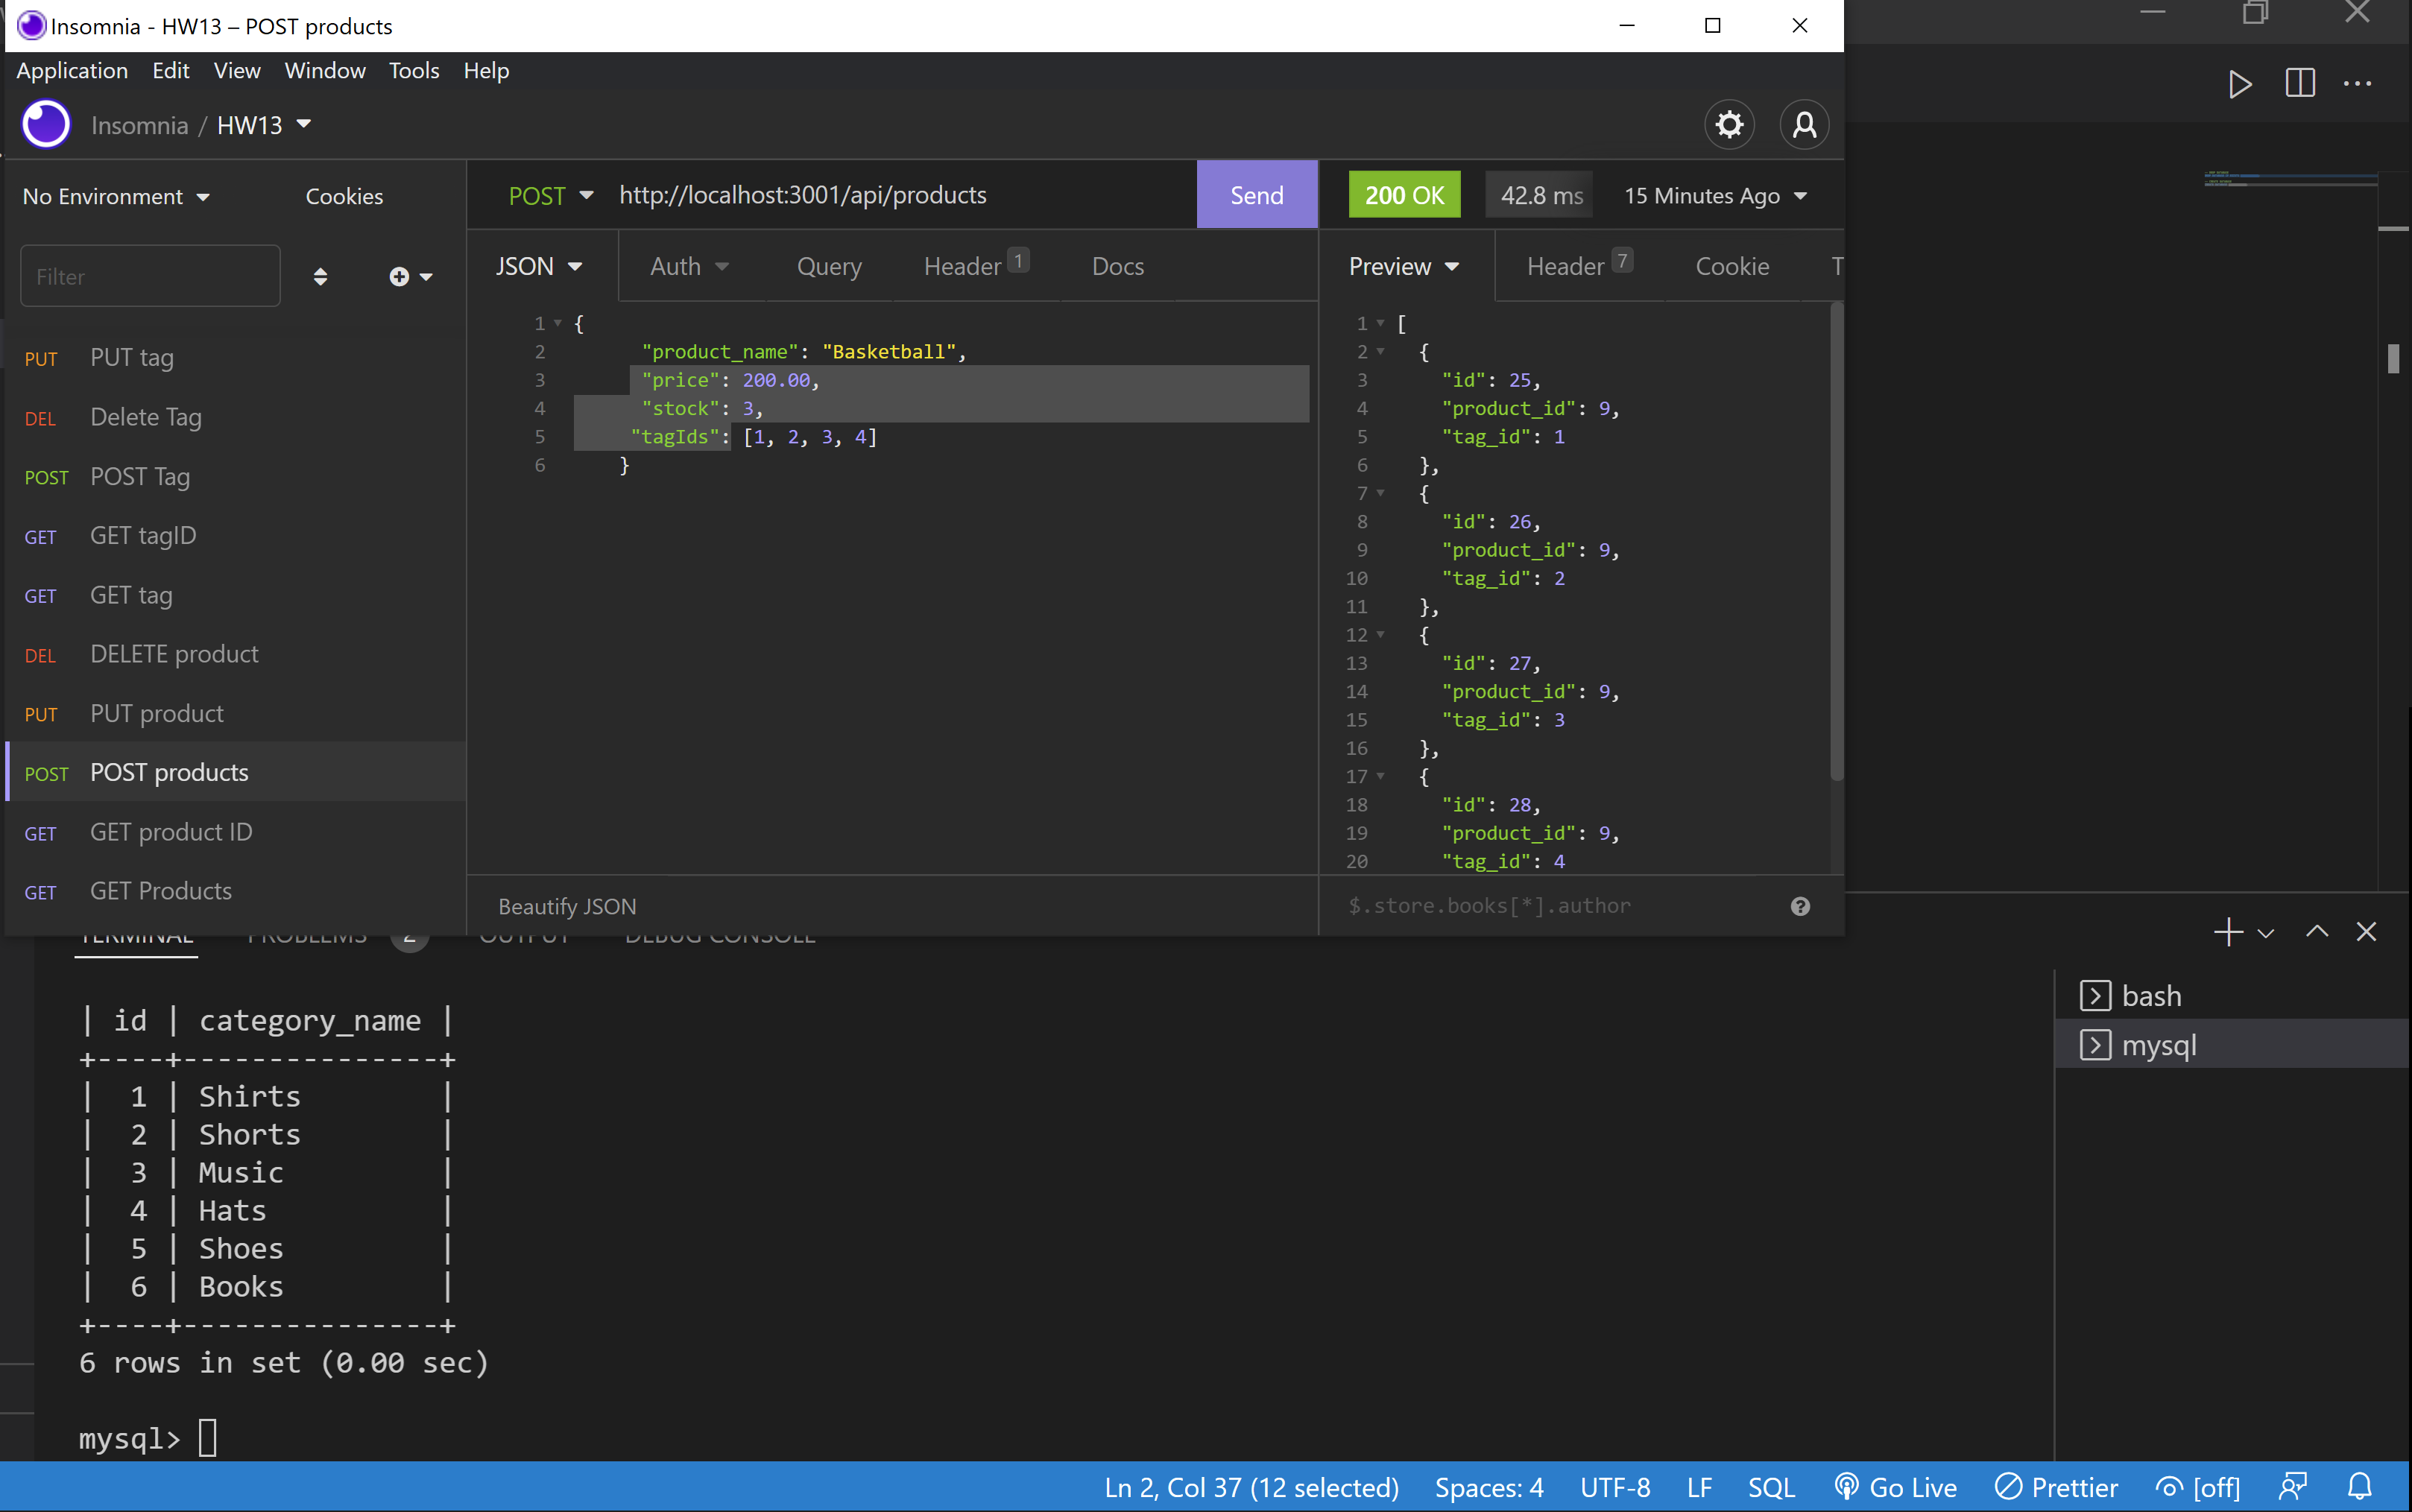 Insomnia - HW13 – POST products
Application Edit View Window Tools Help
Insomnia / HW13
No Environment Cookies
Filter
PUT PUT tag
DEL Delete Tag
POST POST Tag
GET GET tagID
GET GET tag
DEL DELETE product
PUT PUT product
POST POST products
GET GET product ID
GET GET Products
POST http://localhost:3001/api/products Send
JSON Auth Query Header 1 Docs
1 {
2 "product_name": "Basketball",
3 "price": 200.00,
4 "stock": 3,
5 "tagIds": [1, 2, 3, 4]
6 }
Beautify JSON
200 OK 42.8 ms 15 Minutes Ago
Preview Header 7 Cookie T
1 [
2 {
3 "id": 25,
4 "product_id": 9,
5 "tag_id": 1
6 },
7 {
8 "id": 26,
9 "product_id": 9,
10 "tag_id": 2
11 },
12 {
13 "id": 27,
14 "product_id": 9,
15 "tag_id": 3
16 },
17 {
18 "id": 28,
19 "product_id": 9,
20 "tag_id": 4
$.store.books[*].author
TERMINAL PROBLEMS 2 OUTPUT DEBUG CONSOLE
| id | category_name |
+----+---------------+
| 1 | Shirts |
| 2 | Shorts |
| 3 | Music |
| 4 | Hats |
| 5 | Shoes |
| 6 | Books |
+----+---------------+
6 rows in set (0.00 sec)
mysql>
bash
mysql
Ln 2, Col 37 (12 selected) Spaces: 4 UTF-8 LF SQL Go Live Prettier [off]